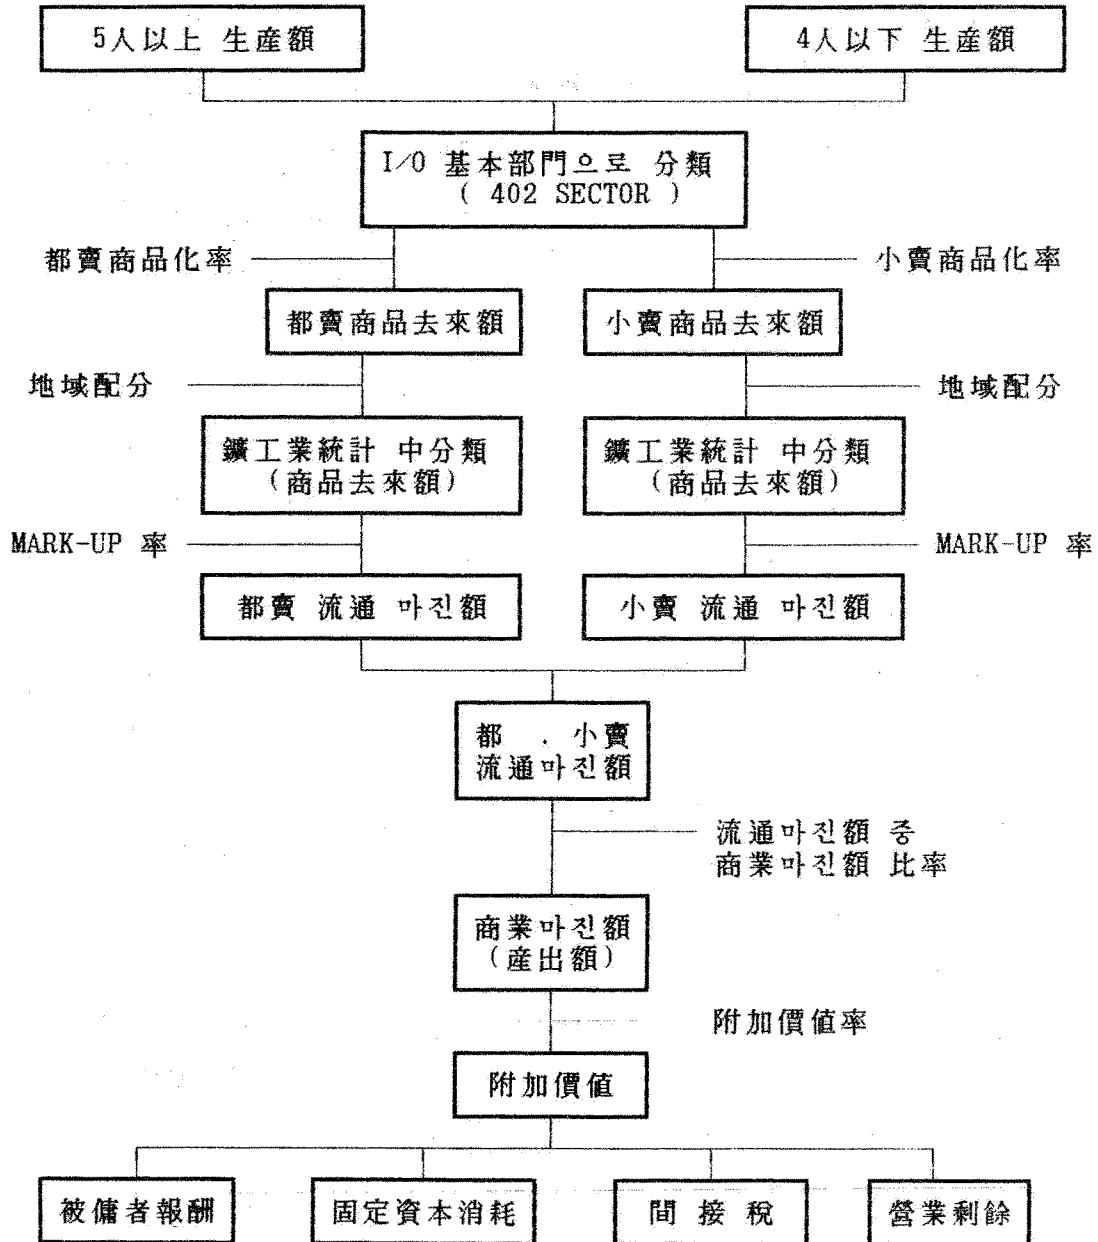 5人以上 生産額
4人以下 生産額
I/O 基本部門으로 分類
( 402 SECTOR )
都賣商品化率
小賣商品化率
都賣商品去來額
小賣商品去來額
地域配分
地域配分
鑛工業統計 中分類
(商品去來額)
鑛工業統計 中分類
(商品去來額)
MARK-UP 率
MARK-UP 率
都賣 流通 마진額
小賣 流通 마진額
都 . 小賣
流通마진額
流通마진額 중
商業마진額 比率
商業마진額
(産出額)
附加價値率
附加價値
被傭者報酬
固定資本消耗
間 接 稅
營業剩餘